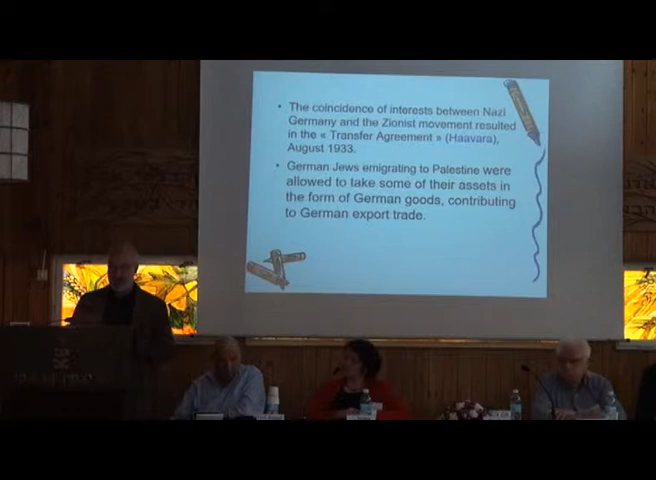 • The coincidence of interests between Nazi
Germany and the Zionist movement resulted
in the « Transfer Agreement » (Haavara),
August 1933.
• German Jews emigrating to Palestine were
allowed to take some of their assets in
the form of German goods, contributing
to German export trade.